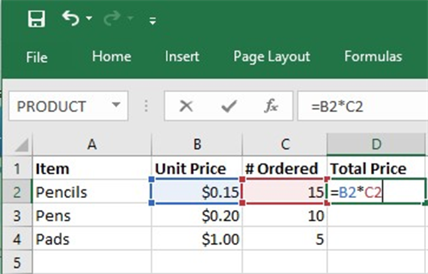 File Home Insert Page Layout Formulas
PRODUCT fx =B2*C2
A B C D
1 Item Unit Price # Ordered Total Price
2 Pencils $0.15 15 =B2*C2
3 Pens $0.20 10
4 Pads $1.00 5
5